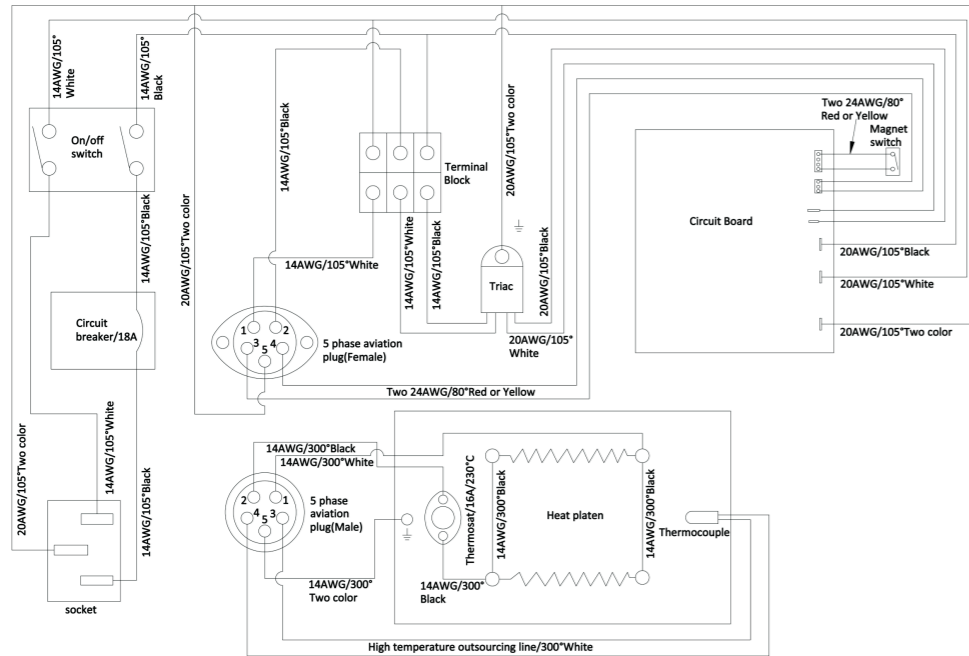 14AWG/105°
White
14AWG/105°
Black
On/off
switch
14AWG/105°Black
Circuit
breaker/18A
20AWG/105°Two color
14AWG/105°White
14AWG/105°Black
socket
20AWG/105°Two color
14AWG/105°Black
Terminal
Block
14AWG/105°White
14AWG/105°White
14AWG/105°Black
20AWG/105°Two color
Triac
20AWG/105°Black
20AWG/105°
White
1
2
3
4
5
5 phase aviation
plug(Female)
Two 24AWG/80°Red or Yellow
Two 24AWG/80°
Red or Yellow
Magnet
switch
Circuit Board
20AWG/105°Black
20AWG/105°White
20AWG/105°Two color
14AWG/300°Black
14AWG/300°White
2
1
4
3
5
5 phase
aviation
plug(Male)
14AWG/300°
Two color
Thermosat/16A/230°C
14AWG/300°
Black
14AWG/300°Black
Heat platen
14AWG/300°Black
Thermocouple
High temperature outsourcing line/300°White